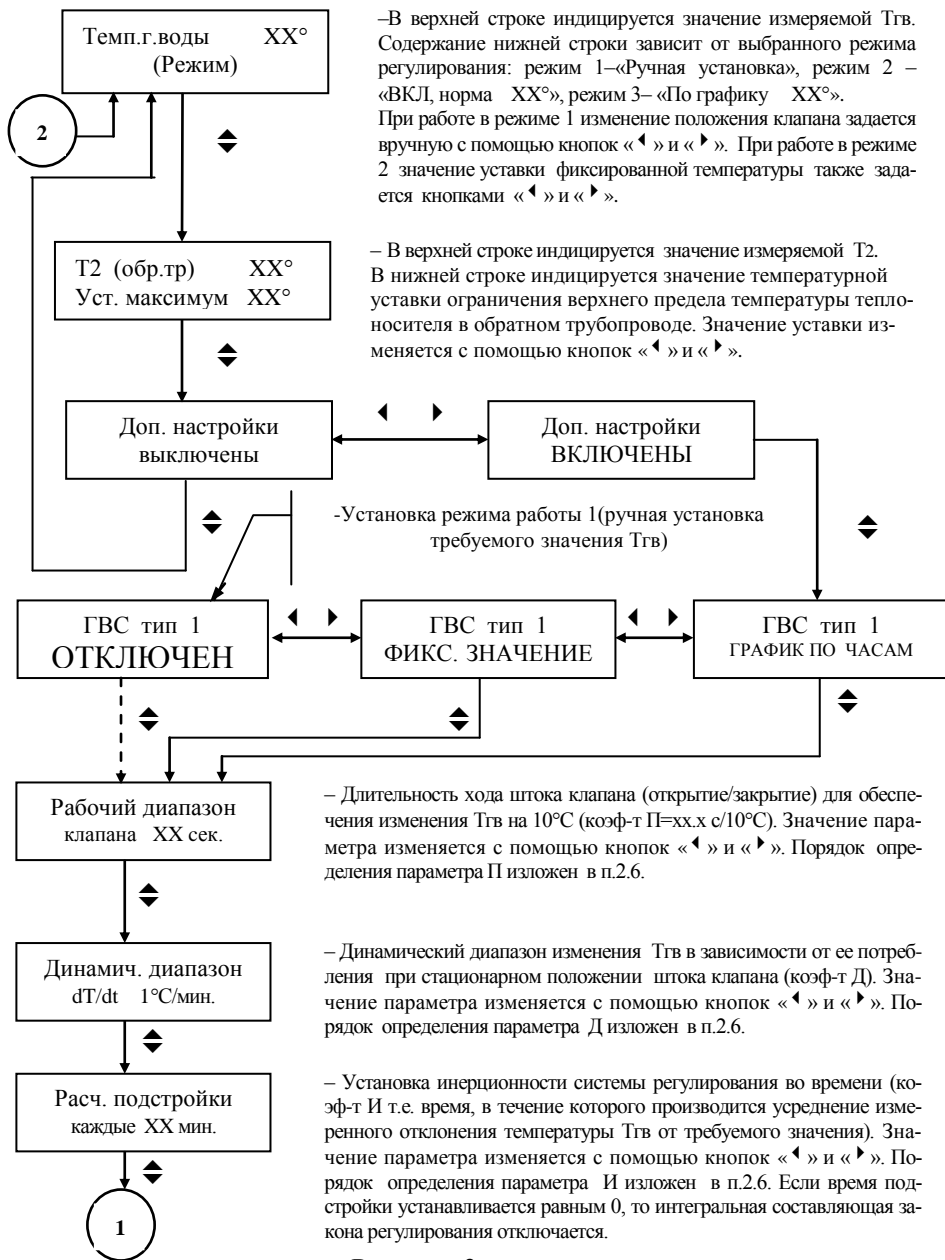 Темп.г.воды XX°
(Режим)
–В верхней строке индицируется значение измеряемой Тгв.
Содержание нижней строки зависит от выбранного режима
регулирования: режим 1–«Ручная установка», режим 2 –
«ВКЛ, норма XX°», режим 3– «По графику XX°».
При работе в режиме 1 изменение положения клапана задается
вручную с помощью кнопок «🞀» и «🞂». При работе в режиме
2 значение уставки фиксированной температуры также зада-
ется кнопками «🞀» и «🞂».
2
Т2 (обр.тр) XX°
Уст. максимум XX°
– В верхней строке индицируется значение измеряемой Т2.
В нижней строке индицируется значение температурной
уставки ограничения верхнего предела температуры тепло-
носителя в обратном трубопроводе. Значение уставки из-
меняется с помощью кнопок «🞀» и «🞂».
Доп. настройки
выключены
Доп. настройки
ВКЛЮЧЕНЫ
-Установка режима работы 1(ручная установка
требуемого значения Тгв)
ГВС тип 1
ОТКЛЮЧЕН
ГВС тип 1
ФИКС. ЗНАЧЕНИЕ
ГВС тип 1
ГРАФИК ПО ЧАСАМ
Рабочий диапазон
клапана XX сек.
– Длительность хода штока клапана (открытие/закрытие) для обеспе-
чения изменения Тгв на 10°С (коэф-т П=xx.x с/10°С). Значение пара-
метра изменяется с помощью кнопок «🞀» и «🞂». Порядок опре-
деления параметра П изложен в п.2.6.
Динамич. диапазон
dT/dt 1°С/мин.
– Динамический диапазон изменения Тгв в зависимости от ее потреб-
ления при стационарном положении штока клапана (коэф-т Д). Зна-
чение параметра изменяется с помощью кнопок «🞀» и «🞂». По-
рядок определения параметра Д изложен в п.2.6.
Расч. подстройки
каждые XX мин.
– Установка инерционности системы регулирования во времени (ко-
эф-т И т.е. время, в течение которого производится усреднение изме-
ренного отклонения температуры Тгв от требуемого значения). Зна-
чение параметра изменяется с помощью кнопок «🞀» и «🞂». По-
рядок определения параметра И изложен в п.2.6. Если время под-
стройки устанавливается равным 0, то интегральная составляющая за-
кона регулирования отключается.
1